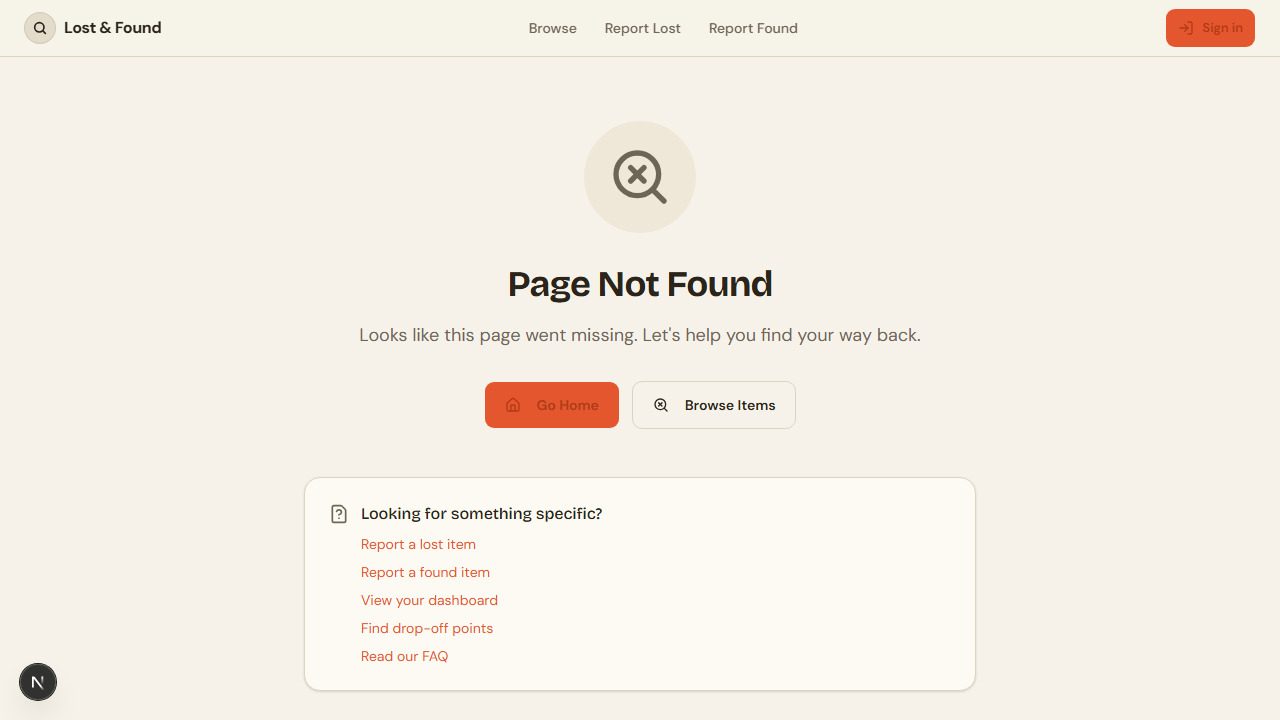 Lost & Found
Browse
Report Lost
Report Found
Sign in
Page Not Found
Looks like this page went missing. Let's help you find your way back.
Go Home
Browse Items
Looking for something specific?
Report a lost item
Report a found item
View your dashboard
Find drop-off points
Read our FAQ
N